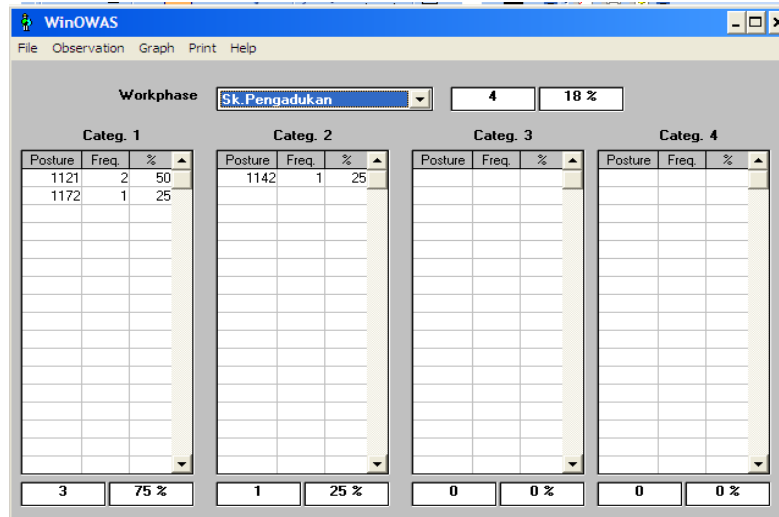 WinOWAS
File Observation Graph Print Help
Workphase Sk.Pengadukan 4 18 %
Categ. 1 Categ. 2 Categ. 3 Categ. 4
Posture Freq. % Posture Freq. % Posture Freq. % Posture Freq. %
1121 2 50 1142 1 25
1172 1 25
3 75 % 1 25 % 0 0 % 0 0 %